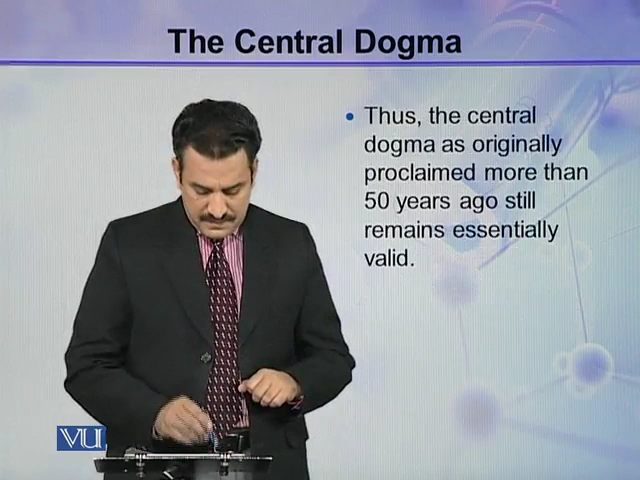 The Central Dogma
• Thus, the central
dogma as originally
proclaimed more than
50 years ago still
remains essentially
valid.
VU